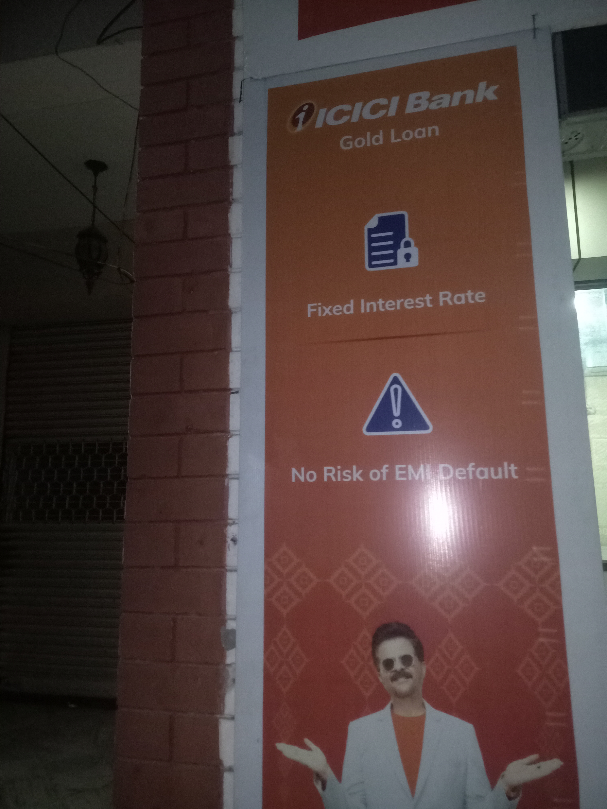 ICICI Bank
Gold Loan
Fixed Interest Rate
No Risk of EMI Default